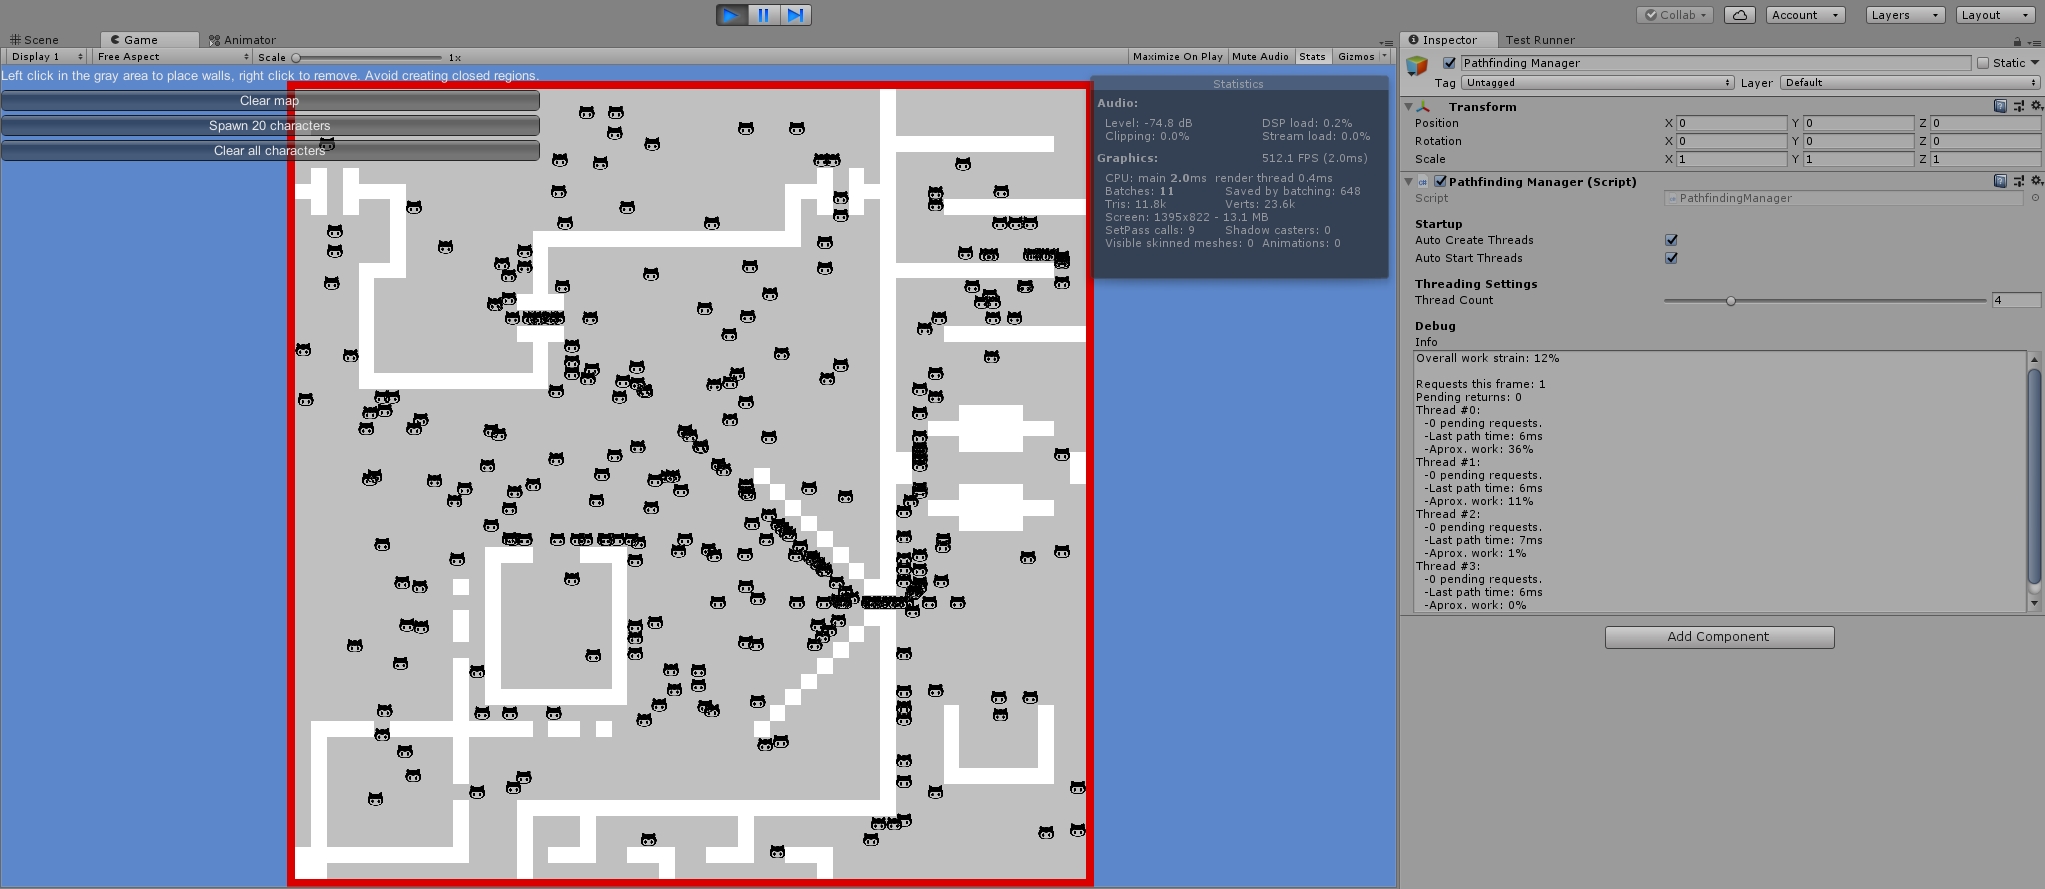 Collab
Account
Layers
Layout
Scene
Game
Animator
Display 1
Free Aspect
Scale
1x
Maximize On Play
Mute Audio
Stats
Gizmos
Left click in the gray area to place walls, right click to remove. Avoid creating closed regions.
Clear map
Spawn 20 characters
Clear all characters
Statistics
Audio:
Level: -74.8 dB
DSP load: 0.2%
Clipping: 0.0%
Stream load: 0.0%
Graphics:
512.1 FPS (2.0ms)
CPU: main 2.0ms render thread 0.4ms
Batches: 11
Saved by batching: 648
Tris: 11.8k
Verts: 23.6k
Screen: 1395x822 - 13.1 MB
SetPass calls: 9
Shadow casters: 0
Visible skinned meshes: 0 Animations: 0
Inspector
Test Runner
Pathfinding Manager
Static
Tag
Untagged
Layer
Default
Transform
Position
X 0
Y 0
Z 0
Rotation
X 0
Y 0
Z 0
Scale
X 1
Y 1
Z 1
Pathfinding Manager (Script)
Script
PathfindingManager
Startup
Auto Create Threads
Auto Start Threads
Threading Settings
Thread Count
4
Debug
Info
Overall work strain: 12%
Requests this frame: 1
Pending returns: 0
Thread #0:
-0 pending requests.
-Last path time: 6ms
-Aprox. work: 36%
Thread #1:
-0 pending requests.
-Last path time: 6ms
-Aprox. work: 11%
Thread #2:
-0 pending requests.
-Last path time: 7ms
-Aprox. work: 1%
Thread #3:
-0 pending requests.
-Last path time: 6ms
-Aprox. work: 0%
Add Component